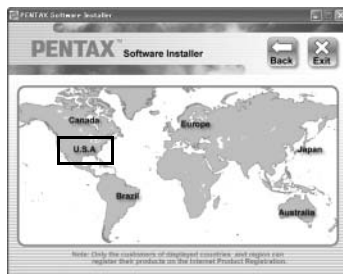 PENTAX Software Installer
PENTAX™ Software Installer
Back
Exit
Canada
Europe
U.S.A
Japan
Brazil
Australia
Note: Only the customers of displayed countries and region can
register their products on the Internet Product Registration.